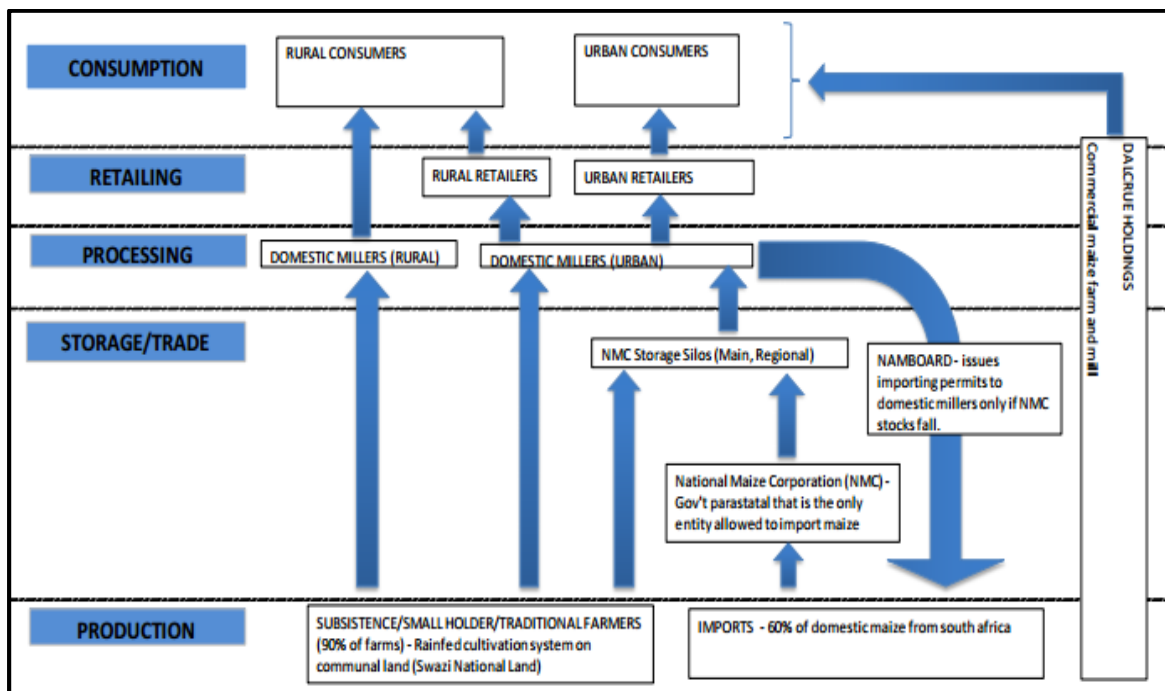 CONSUMPTION
RURAL CONSUMERS
URBAN CONSUMERS
RETAILING
RURAL RETAILERS
URBAN RETAILERS
PROCESSING
DOMESTIC MILLERS (RURAL)
DOMESTIC MILLERS (URBAN)
STORAGE/TRADE
NMC Storage Silos (Main, Regional)
NAMBOARD - issues
importing permits to
domestic millers only if NMC
stocks fall.
National Maize Corporation (NMC) -
Gov't parastatal that is the only
entity allowed to import maize
PRODUCTION
SUBSISTENCE/SMALL HOLDER/TRADITIONAL FARMERS
(90% of farms) - Rainfed cultivation system on
communal land (Swazi National Land)
IMPORTS - 60% of domestic maize from south africa
DALCRUE HOLDINGS
Commercial maize farm and mill